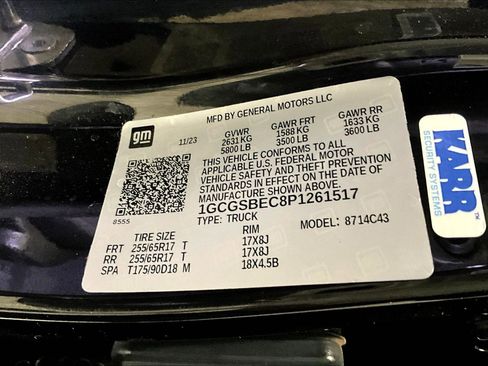 MFD BY GENERAL MOTORS LLC
gm
11/23 GVWR GAWR FRT GAWR RR
2631 KG 1588 KG 1633 KG
5800 LB 3500 LB 3600 LB
THIS VEHICLE CONFORMS TO ALL
APPLICABLE U.S. FEDERAL MOTOR
VEHICLE SAFETY AND THEFT PREVENTION
STANDARDS IN EFFECT ON THE DATE OF
MANUFACTURE SHOWN ABOVE.
1GCGSBEC8P1261517
8555
TYPE: TRUCK MODEL: 8714C43
TIRE SIZE RIM
FRT 255/65R17 T 17X8J
RR 255/65R17 T 17X8J
SPA T175/90D18 M 18X4.5B
KARR
SECURITY SYSTEMS